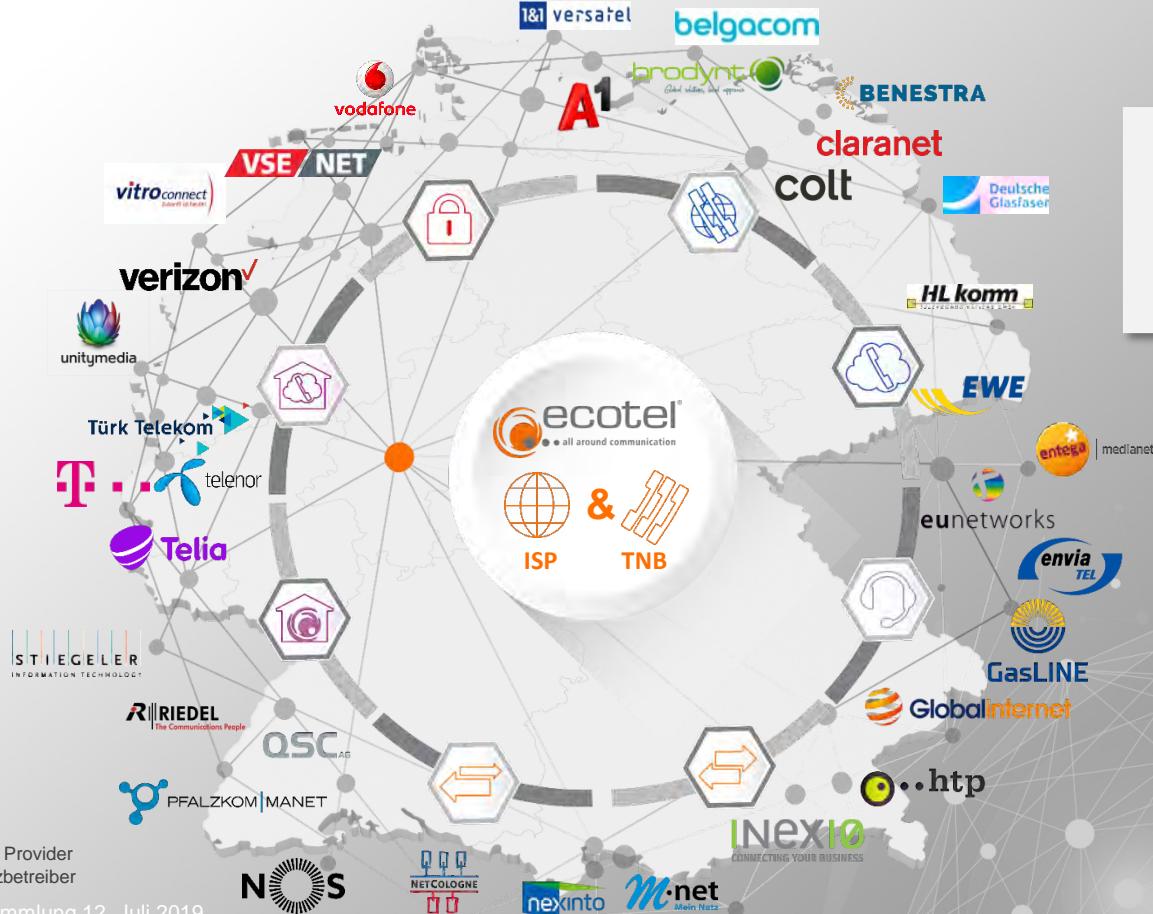 1&1 versatel
belgacom
brodynt
Global solutions, local approach
vodafone
A1
BENESTRA
claranet
VSE NET
colt
vitroconnect
Deutsche
Glasfaser
verizon
HL komm
unitymedia
EWE
ecotel
all around communication
Türk Telekom
entega | medianet
T
telenor
&
eunetworks
ISP
TNB
Telia
envia
TEL
STIEGELER
INFORMATION TECHNOLOGY
GasLINE
RIEDEL
The Communications People
Globalinternet
QSC AG
htp
PFALZKOM|MANET
INEXIO
CONNECTING YOUR BUSINESS
Provider
zbetreiber
NOS
NETCOLOGNE
nexinto
M-net
Mein Netz
mmlung 12. Juli 2019